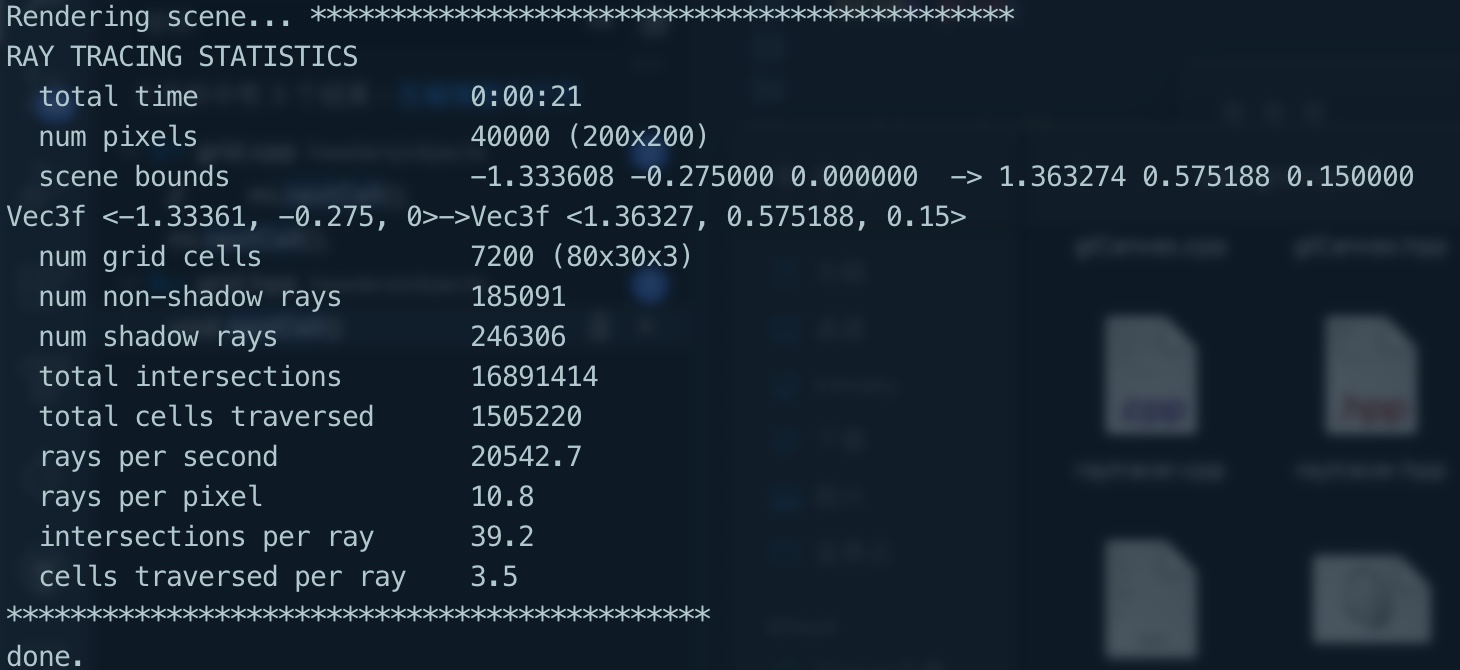 Rendering scene... ********************************************
RAY TRACING STATISTICS
  total time                 0:00:21
  num pixels                 40000 (200x200)
  scene bounds               −1.333608 −0.275000 0.000000  −> 1.363274 0.575188 0.150000
Vec3f <−1.33361, −0.275, 0>−>Vec3f <1.36327, 0.575188, 0.15>
  num grid cells             7200 (80x30x3)
  num non−shadow rays        185091
  num shadow rays            246306
  total intersections        16891414
  total cells traversed      1505220
  rays per second            20542.7
  rays per pixel             10.8
  intersections per ray      39.2
  cells traversed per ray    3.5
********************************************
done.